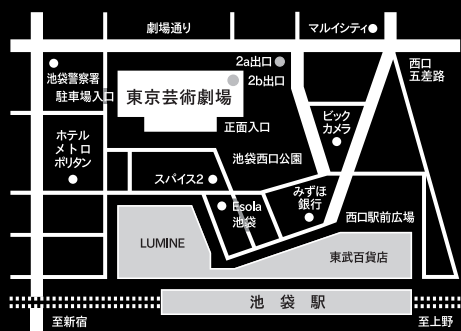 劇場通り
マルイシティ
2a出口
西口
五差路
池袋警察署
2b出口
駐車場入口
東京芸術劇場
ビック
カメラ
正面入口
ホテル
メトロ
ポリタン
池袋西口公園
スパイス2
みずほ
銀行
Esola
池袋
西口駅前広場
LUMINE
東武百貨店
池袋駅
至新宿
至上野